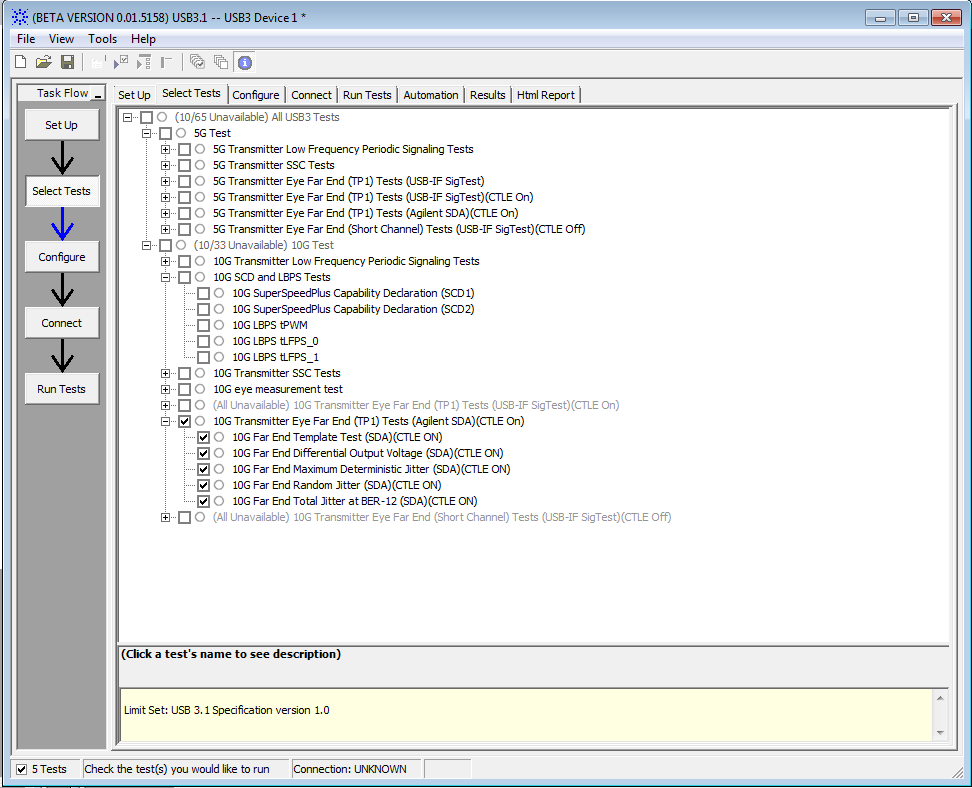 (BETA VERSION 0.01.5158) USB3.1 -- USB3 Device 1 *
File View Tools Help
Task Flow _
Set Up
Select Tests
Configure
Connect
Run Tests
Set Up Select Tests Configure Connect Run Tests Automation Results Html Report
(10/65 Unavailable) All USB3 Tests
5G Test
5G Transmitter Low Frequency Periodic Signaling Tests
5G Transmitter SSC Tests
5G Transmitter Eye Far End (TP1) Tests (USB-IF SigTest)
5G Transmitter Eye Far End (TP1) Tests (USB-IF SigTest)(CTLE On)
5G Transmitter Eye Far End (TP1) Tests (Agilent SDA)(CTLE On)
5G Transmitter Eye Far End (Short Channel) Tests (USB-IF SigTest)(CTLE Off)
(10/33 Unavailable) 10G Test
10G Transmitter Low Frequency Periodic Signaling Tests
10G SCD and LBPS Tests
10G SuperSpeedPlus Capability Declaration (SCD1)
10G SuperSpeedPlus Capability Declaration (SCD2)
10G LBPS tPWM
10G LBPS tLFPS_0
10G LBPS tLFPS_1
10G Transmitter SSC Tests
10G eye measurement test
(All Unavailable) 10G Transmitter Eye Far End (TP1) Tests (USB-IF SigTest)(CTLE On)
10G Transmitter Eye Far End (TP1) Tests (Agilent SDA)(CTLE On)
10G Far End Template Test (SDA)(CTLE ON)
10G Far End Differential Output Voltage (SDA)(CTLE ON)
10G Far End Maximum Deterministic Jitter (SDA)(CTLE ON)
10G Far End Random Jitter (SDA)(CTLE ON)
10G Far End Total Jitter at BER-12 (SDA)(CTLE ON)
(All Unavailable) 10G Transmitter Eye Far End (Short Channel) Tests (USB-IF SigTest)(CTLE Off)
(Click a test's name to see description)
Limit Set: USB 3.1 Specification version 1.0
5 Tests Check the test(s) you would like to run Connection: UNKNOWN